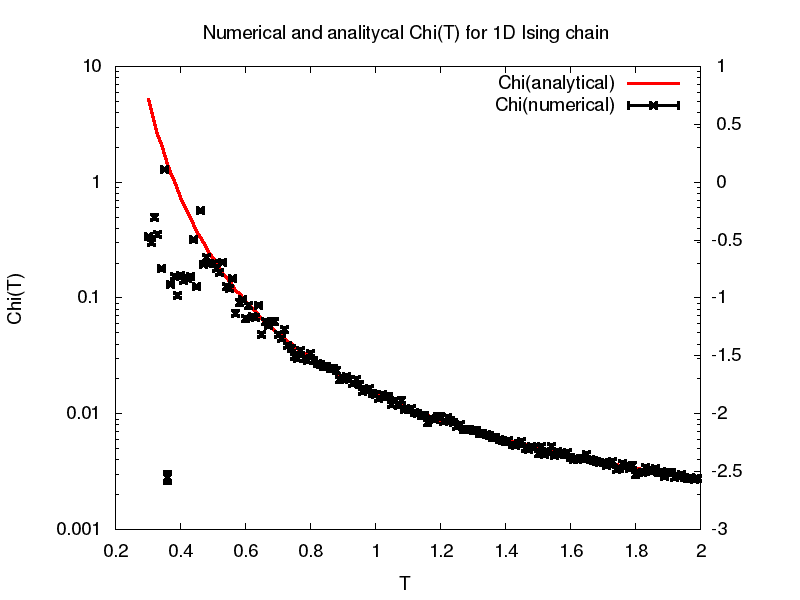 Numerical and analitycal Chi(T) for 1D Ising chain
Chi(analytical)
Chi(numerical)
10
1
0.1
0.01
0.001
1
0.5
0
-0.5
-1
-1.5
-2
-2.5
-3
Chi(T)
0.2 0.4 0.6 0.8 1 1.2 1.4 1.6 1.8 2
T